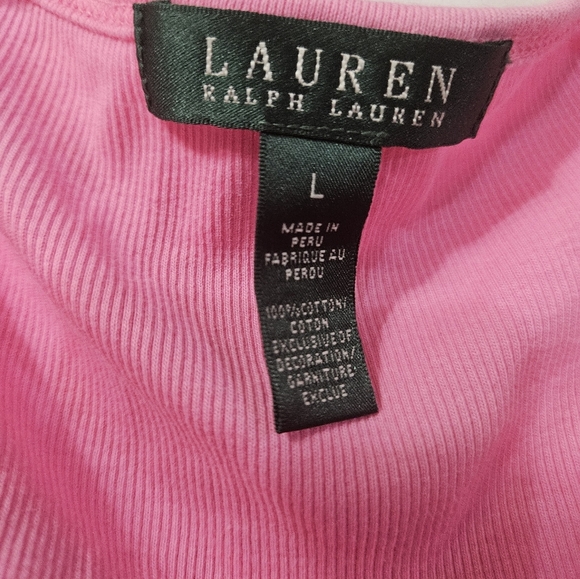 LAUREN
RALPH LAUREN
L
MADE IN
PERU
FABRIQUE AU
PEROU
100%COTTON/
COTON
EXCLUSIVE OF
DECORATION/
GARNITURE
EXCLUE